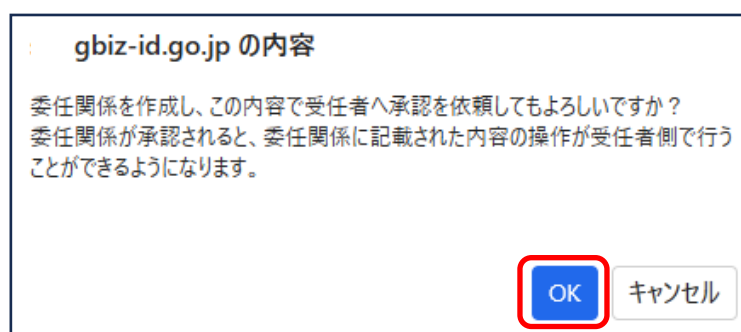 gbiz-id.go.jp の内容
委任関係を作成し、この内容で受任者へ承認を依頼してもよろしいですか？
委任関係が承認されると、委任関係に記載された内容の操作が受任者側で行う
ことができるようになります。
OK キャンセル